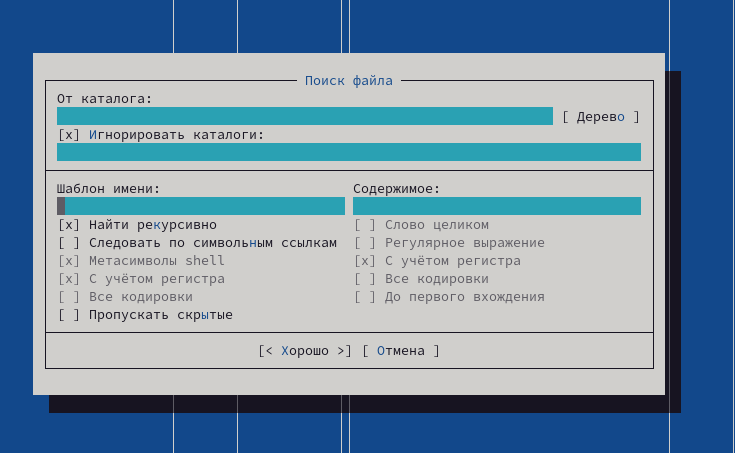 Поиск файла
От каталога:
[ Дерево ]
[x] Игнорировать каталоги:
Шаблон имени: Содержимое:
[x] Найти рекурсивно [ ] Слово целиком
[ ] Следовать по символьным ссылкам [ ] Регулярное выражение
[x] Метасимволы shell [x] С учётом регистра
[x] С учётом регистра [ ] Все кодировки
[ ] Все кодировки [ ] До первого вхождения
[ ] Пропускать скрытые
[< Хорошо >] [ Отмена ]